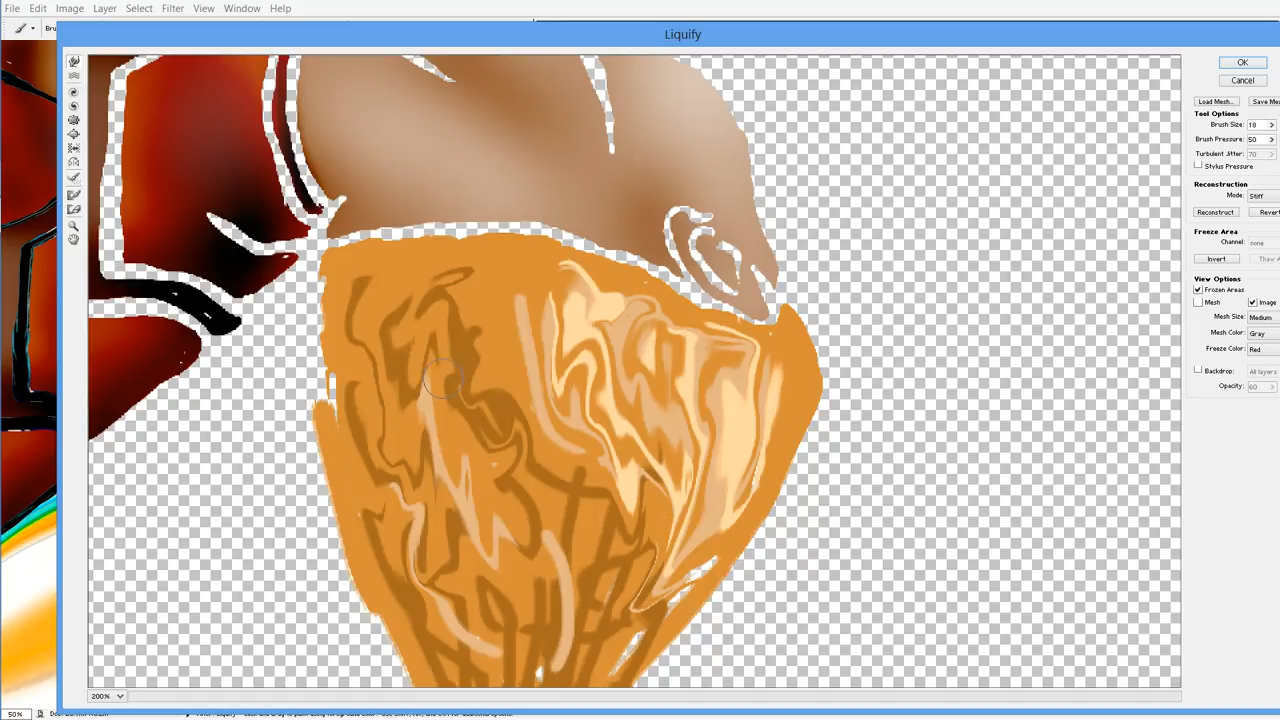 File Edit Image Layer Select Filter View Window Help
Liquify
OK
Cancel
Load Mesh...
Tool Options
Brush Size: 18
Brush Pressure: 50
Turbulent Jitter: 70
Stylus Pressure
Reconstruction
Mode: Stiff
Reconstruct
Freeze Area
Channel: none
Invert
View Options
Frozen Areas
Mesh Image
Mesh Size: Medium
Mesh Color: Gray
Freeze Color: Red
Backdrop: All layers
Opacity: 60
200%
50%